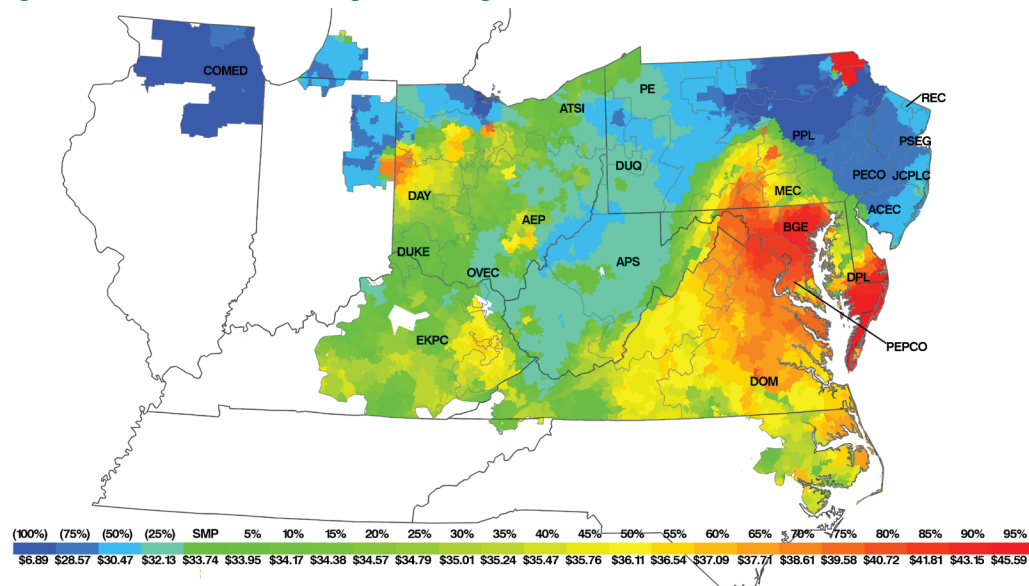 COMED
PE
ATSI
REC
PPL
PSEG
DUQ
PECO
JCPLC
MEC
DAY
ACEC
AEP
BGE
DUKE
APS
OVEC
DPL
EKPC
PEPCO
DOM
(100%) (75%) (50%) (25%) SMP 5% 10% 15% 20% 25% 30% 35% 40% 45% 50% 55% 60% 65% 70% 75% 80% 85% 90% 95%
$6.89 $28.57 $30.47 $32.13 $33.74 $33.95 $34.17 $34.38 $34.57 $34.79 $35.01 $35.24 $35.47 $35.76 $36.11 $36.54 $37.09 $37.71 $38.61 $39.58 $40.72 $41.81 $43.15 $45.59